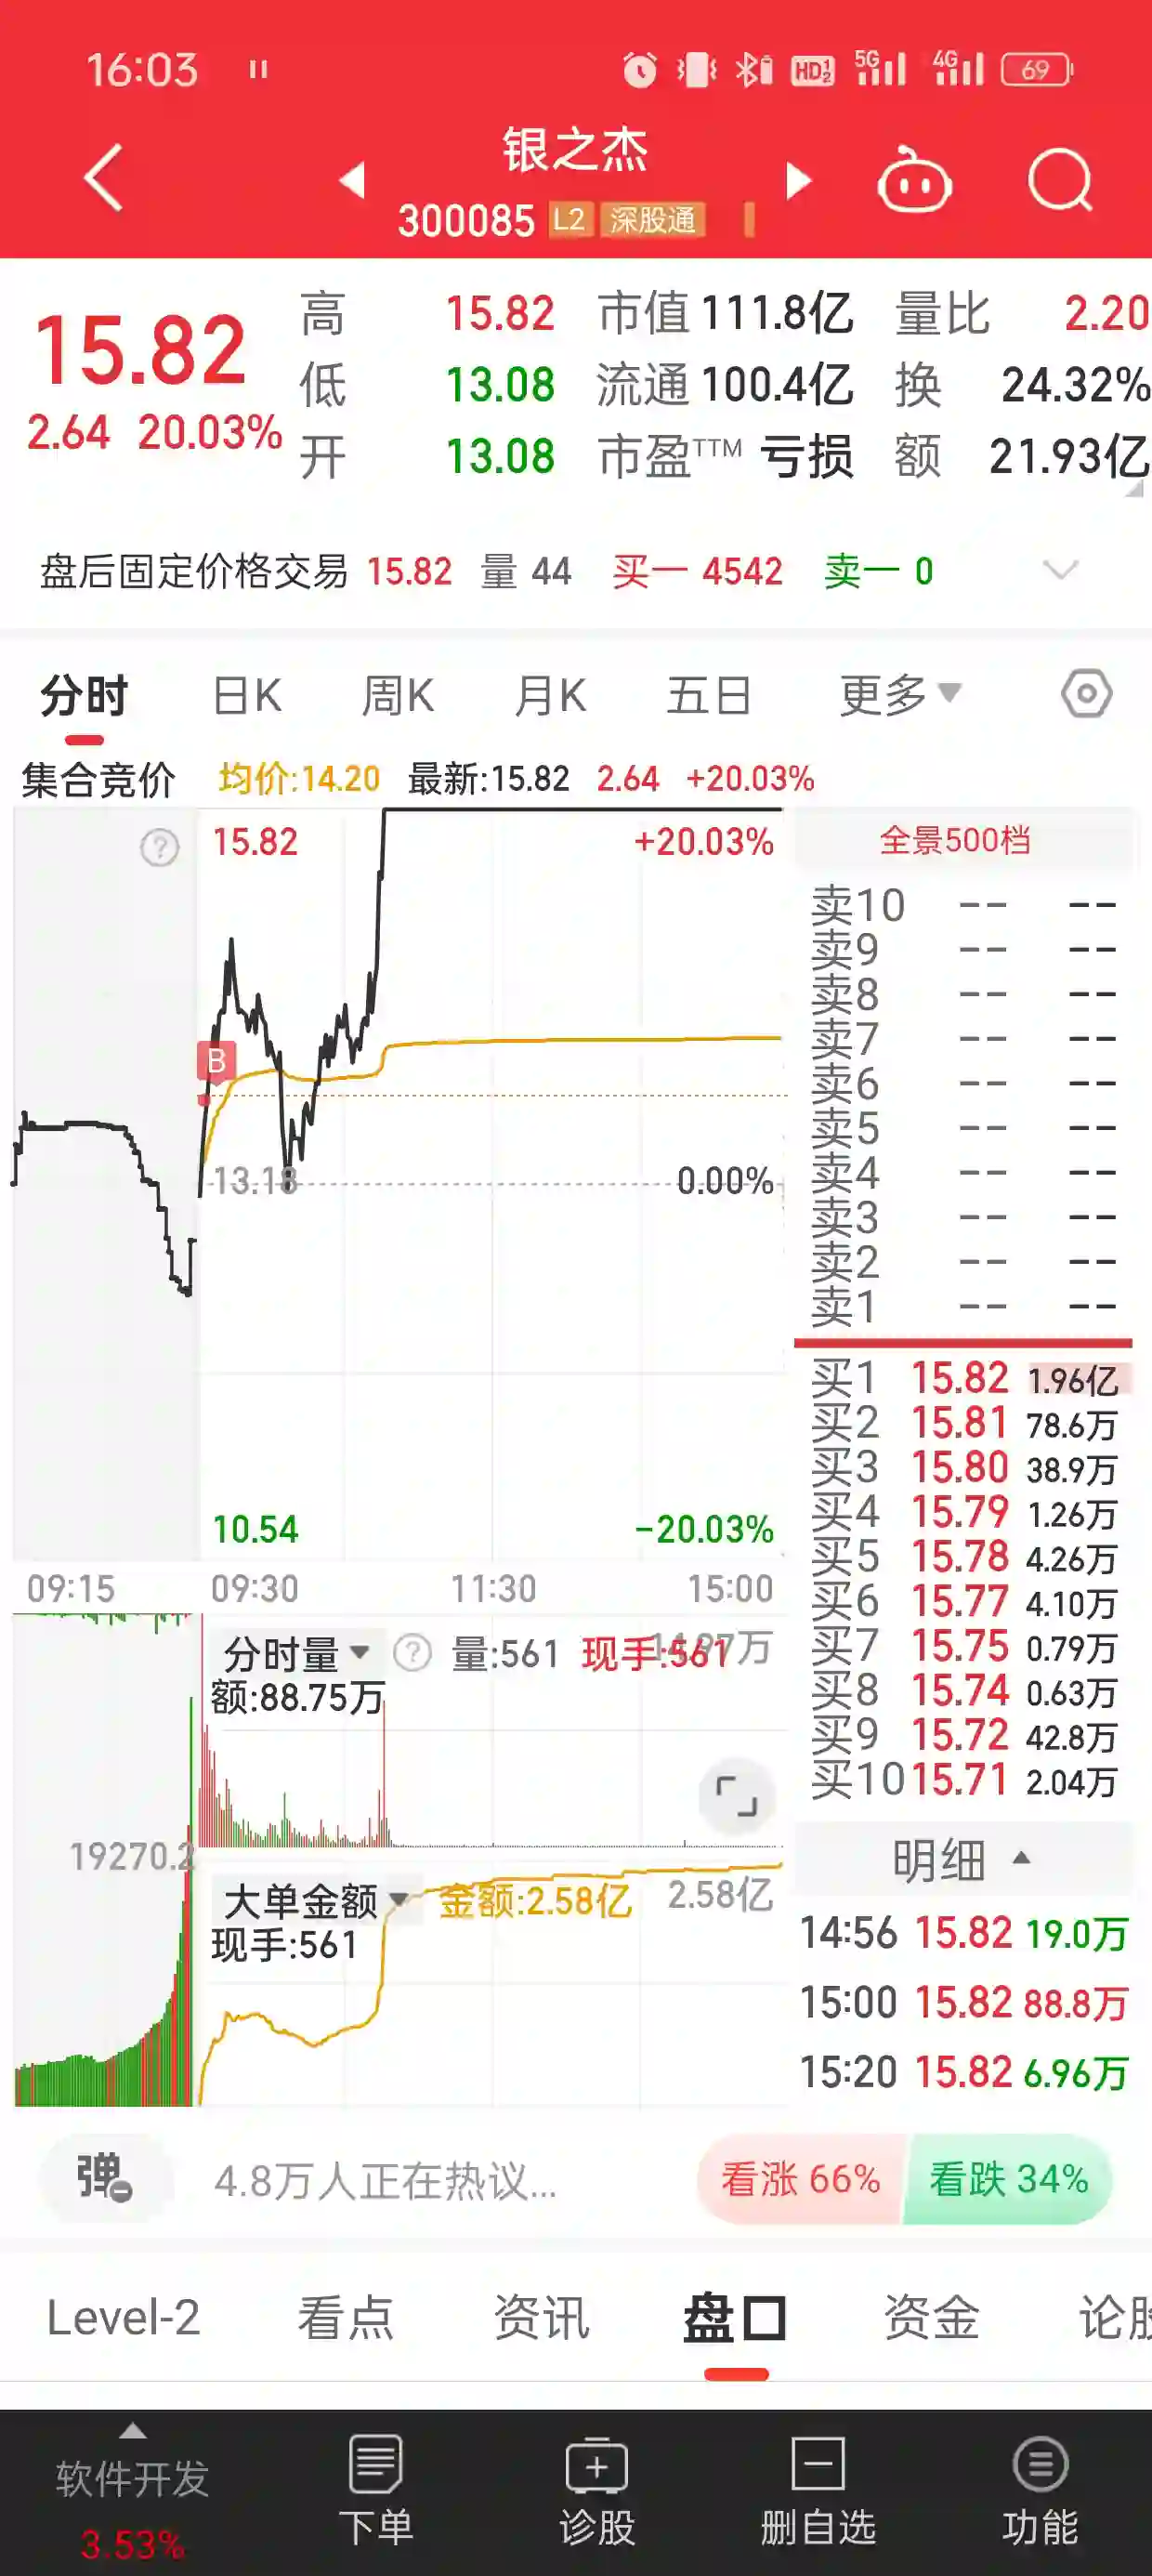 16:03
HD 1 2 5G 4G 69
银之杰
300085 L2 深股通
15.82
2.64 20.03%
高 15.82 市值 111.8亿 量比 2.20
低 13.08 流通 100.4亿 换 24.32%
开 13.08 市盈TTM 亏损 额 21.93亿
盘后固定价格交易 15.82 量 44 买一 4542 卖一 0
分时 日K 周K 月K 五日 更多
集合竞价 均价:14.20 最新:15.82 2.64 +20.03%
? 15.82 +20.03%
B
13.18 0.00%
10.54 -20.03%
09:15 09:30 11:30 15:00
分时量 ? 量:561 现手:561
额:88.75万
19270.2
大单金额 金额:2.58亿 2.58亿
现手:561
全景500档
卖10 -- --
卖9 -- --
卖8 -- --
卖7 -- --
卖6 -- --
卖5 -- --
卖4 -- --
卖3 -- --
卖2 -- --
卖1 -- --
买1 15.82 1.96亿
买2 15.81 78.6万
买3 15.80 38.9万
买4 15.79 1.26万
买5 15.78 4.26万
买6 15.77 4.10万
买7 15.75 0.79万
买8 15.74 0.63万
买9 15.72 42.8万
买10 15.71 2.04万
明细
14:56 15.82 19.0万
15:00 15.82 88.8万
15:20 15.82 6.96万
弹 4.8万人正在热议... 看涨 66% 看跌 34%
Level-2 看点 资讯 盘口 资金 论股
软件开发 下单 诊股 删自选 功能
3.53%